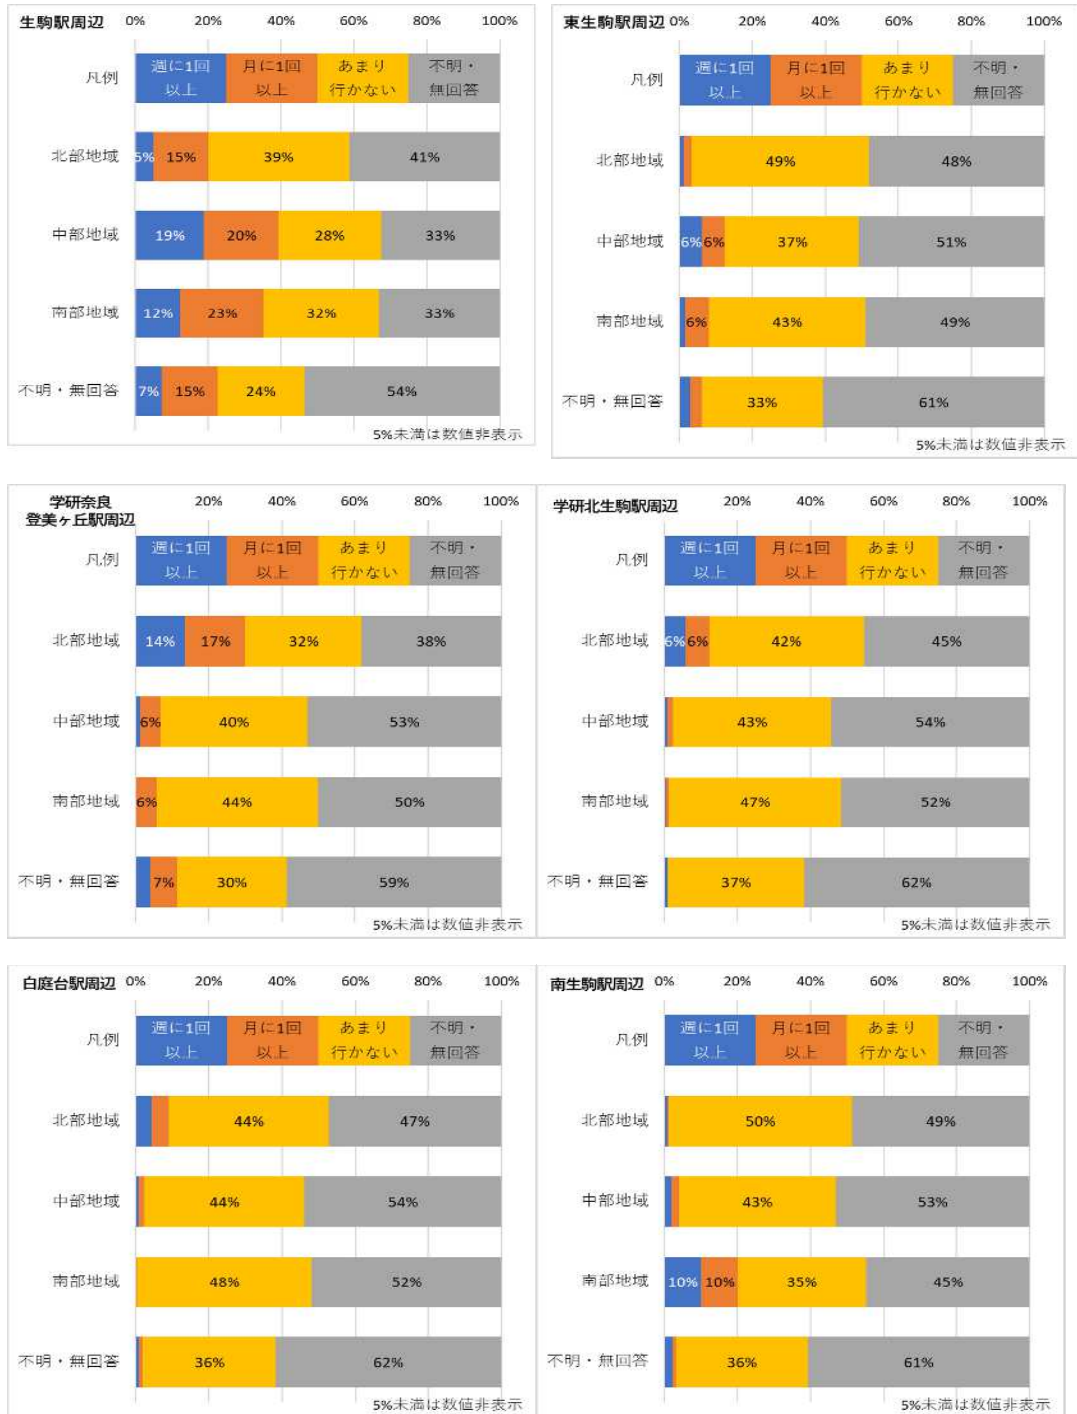 生駒駅周辺
0% 20% 40% 60% 80% 100%
凡例
週に1回以上 月に1回以上 あまり行かない 不明・無回答
北部地域 5% 15% 39% 41%
中部地域 19% 20% 28% 33%
南部地域 12% 23% 32% 33%
不明・無回答 7% 15% 24% 54%
5%未満は数値非表示
東生駒駅周辺
0% 20% 40% 60% 80% 100%
凡例
週に1回以上 月に1回以上 あまり行かない 不明・無回答
北部地域 49% 48%
中部地域 6% 6% 37% 51%
南部地域 6% 43% 49%
不明・無回答 33% 61%
5%未満は数値非表示
学研奈良
登美ヶ丘駅周辺
20% 40% 60% 80% 100%
凡例
週に1回以上 月に1回以上 あまり行かない 不明・無回答
北部地域 14% 17% 32% 38%
中部地域 6% 40% 53%
南部地域 6% 44% 50%
不明・無回答 7% 30% 59%
5%未満は数値非表示
学研北生駒駅周辺
20% 40% 60% 80% 100%
凡例
週に1回以上 月に1回以上 あまり行かない 不明・無回答
北部地域 6% 6% 42% 45%
中部地域 43% 54%
南部地域 47% 52%
不明・無回答 37% 62%
5%未満は数値非表示
白庭台駅周辺
0% 20% 40% 60% 80% 100%
凡例
週に1回以上 月に1回以上 あまり行かない 不明・無回答
北部地域 44% 47%
中部地域 44% 54%
南部地域 48% 52%
不明・無回答 36% 62%
5%未満は数値非表示
南生駒駅周辺
0% 20% 40% 60% 80% 100%
凡例
週に1回以上 月に1回以上 あまり行かない 不明・無回答
北部地域 50% 49%
中部地域 43% 53%
南部地域 10% 10% 35% 45%
不明・無回答 36% 61%
5%未満は数値非表示